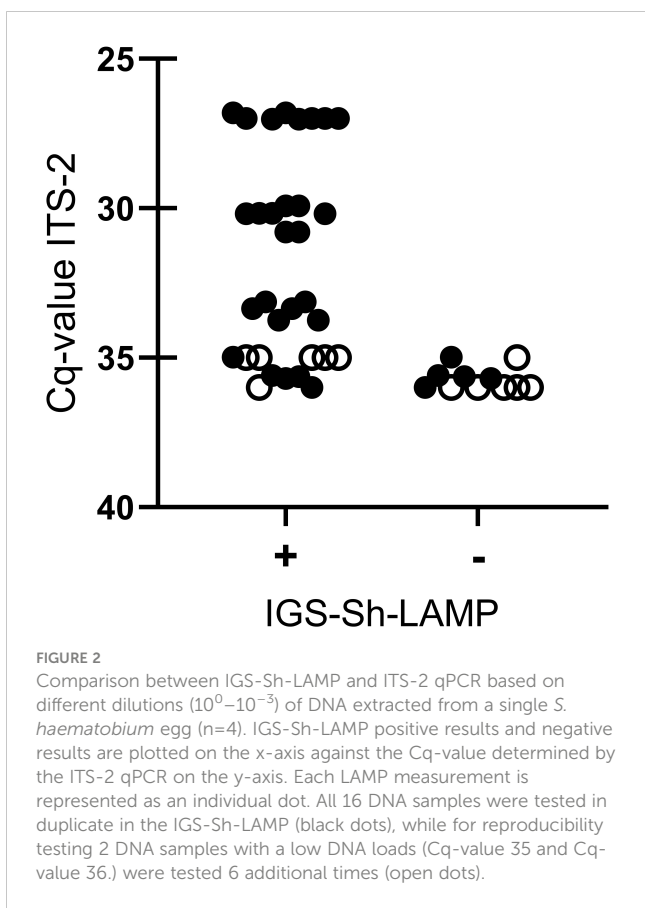 25
30
35
40
Cq-value ITS-2
+ -
IGS-Sh-LAMP
FIGURE 2
Comparison between IGS-Sh-LAMP and ITS-2 qPCR based on
different dilutions (10⁰–10⁻³) of DNA extracted from a single S.
haematobium egg (n=4). IGS-Sh-LAMP positive results and negative
results are plotted on the x-axis against the Cq-value determined by
the ITS-2 qPCR on the y-axis. Each LAMP measurement is
represented as an individual dot. All 16 DNA samples were tested in
duplicate in the IGS-Sh-LAMP (black dots), while for reproducibility
testing 2 DNA samples with a low DNA loads (Cq-value 35 and Cq-
value 36.) were tested 6 additional times (open dots).